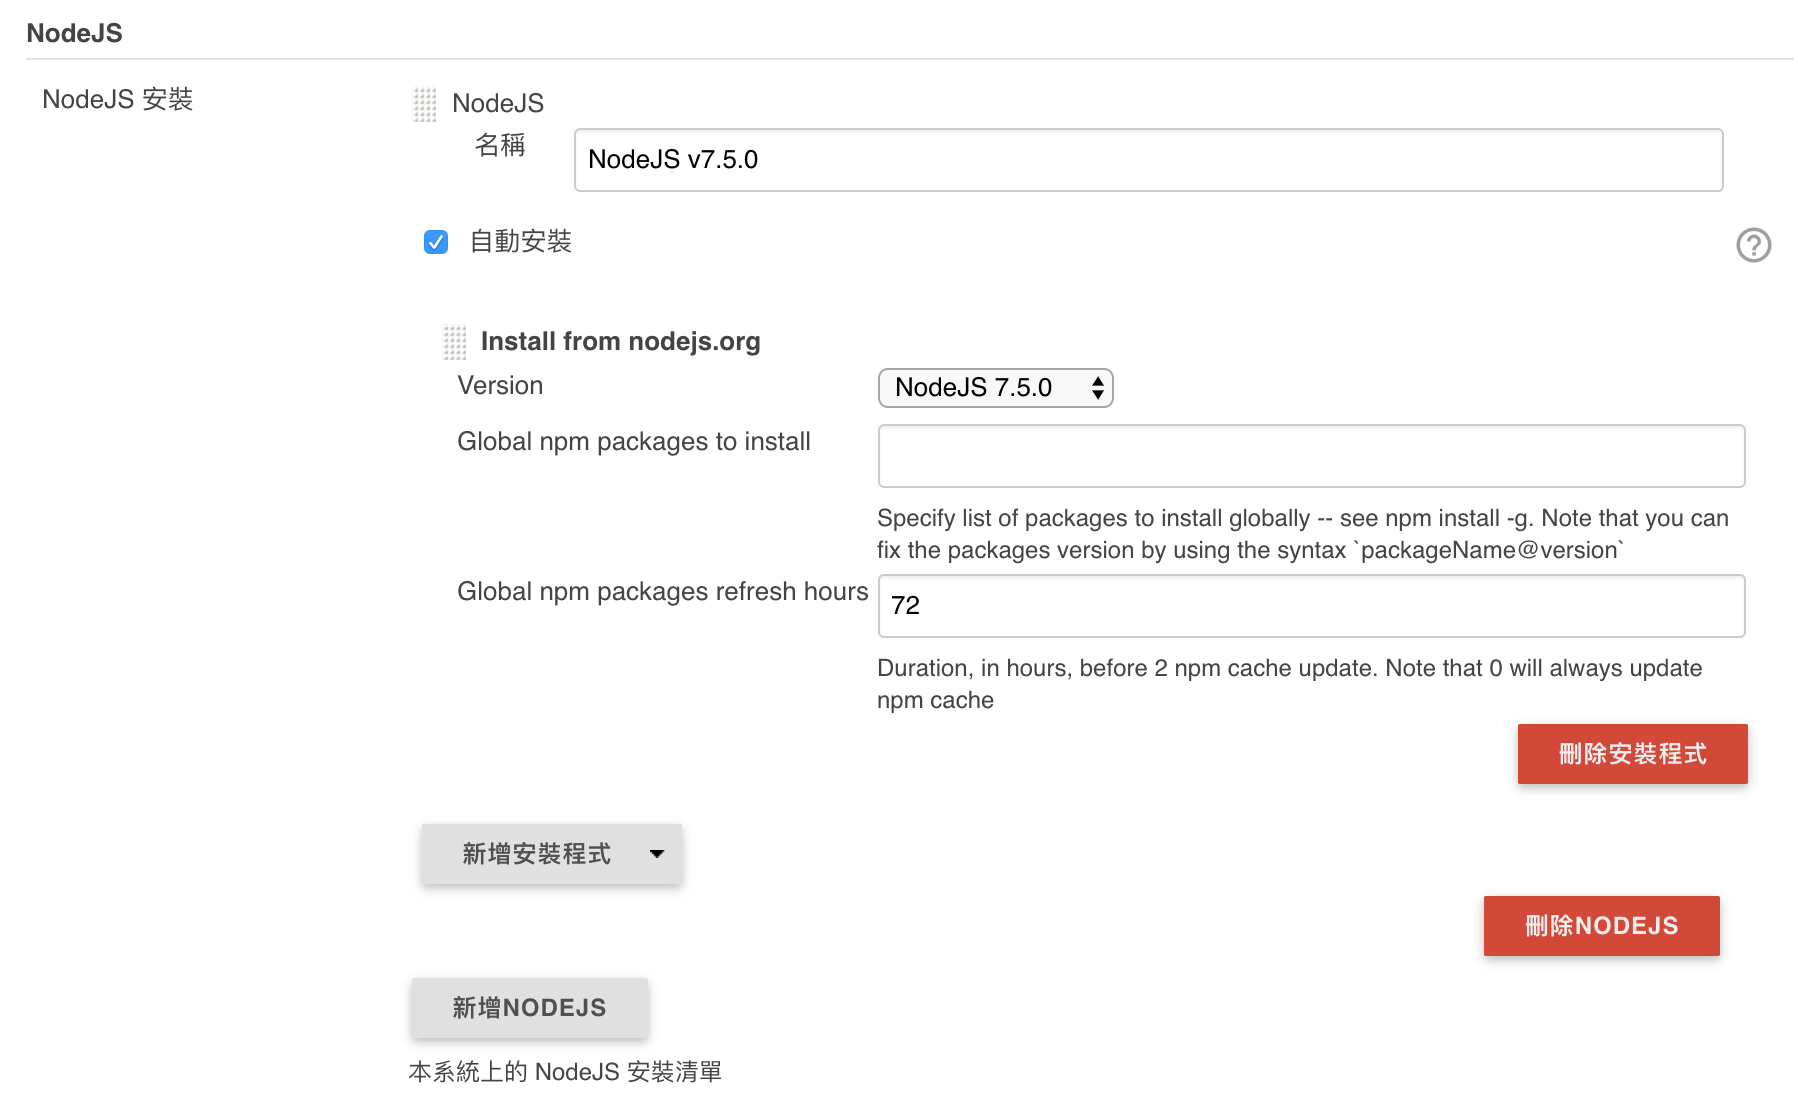 NodeJS
NodeJS 安裝
NodeJS
名稱
NodeJS v7.5.0
自動安裝
?
Install from nodejs.org
Version
NodeJS 7.5.0
Global npm packages to install
Specify list of packages to install globally -- see npm install -g. Note that you can
fix the packages version by using the syntax `packageName@version`
Global npm packages refresh hours
72
Duration, in hours, before 2 npm cache update. Note that 0 will always update
npm cache
刪除安裝程式
新增安裝程式
刪除NODEJS
新增NODEJS
本系統上的 NodeJS 安裝清單